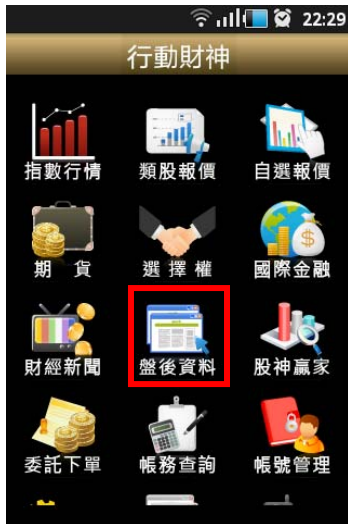 22:29
行動財神
指數行情 類股報價 自選報價
期 貨 選 擇 權 國際金融
財經新聞 盤後資料 股神贏家
委託下單 帳務查詢 帳號管理